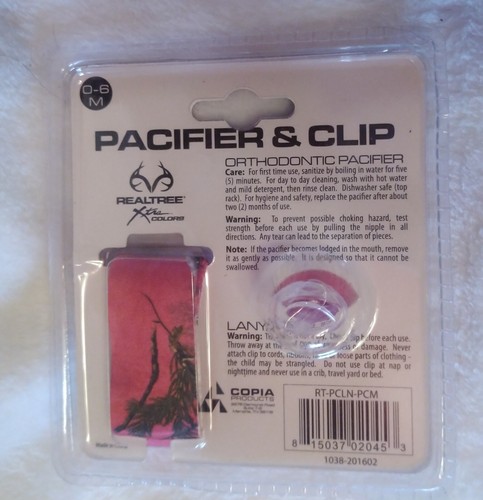 0-6
M
PACIFIER & CLIP
ORTHODONTIC PACIFIER
REALTREE
Xtra
COLORS
Care: For first time use, sanitize by boiling in water for five
(5) minutes. For day to day cleaning, wash with hot water
and mild detergent, then rinse clean. Dishwasher safe (top
rack). For hygiene and safety, replace the pacifier after about
two (2) months of use.
Warning: To prevent possible choking hazard, test
strength before each use by pulling the nipple in all
directions. Any tear can lead to the separation of pieces.
Note: If the pacifier becomes lodged in the mouth, remove
it as gently as possible. It is designed so that it cannot be
swallowed.
LANY
Warning: before each use.
Throw away at the damage. Never
attach clip to cords, loose parts of clothing -
the child may be strangled. Do not use clip at nap or
nighttime and never use in a crib, travel yard or bed.
COPIA
PRODUCTS
RT-PCLN-PCM
8 15037 02045 3
1038-201602